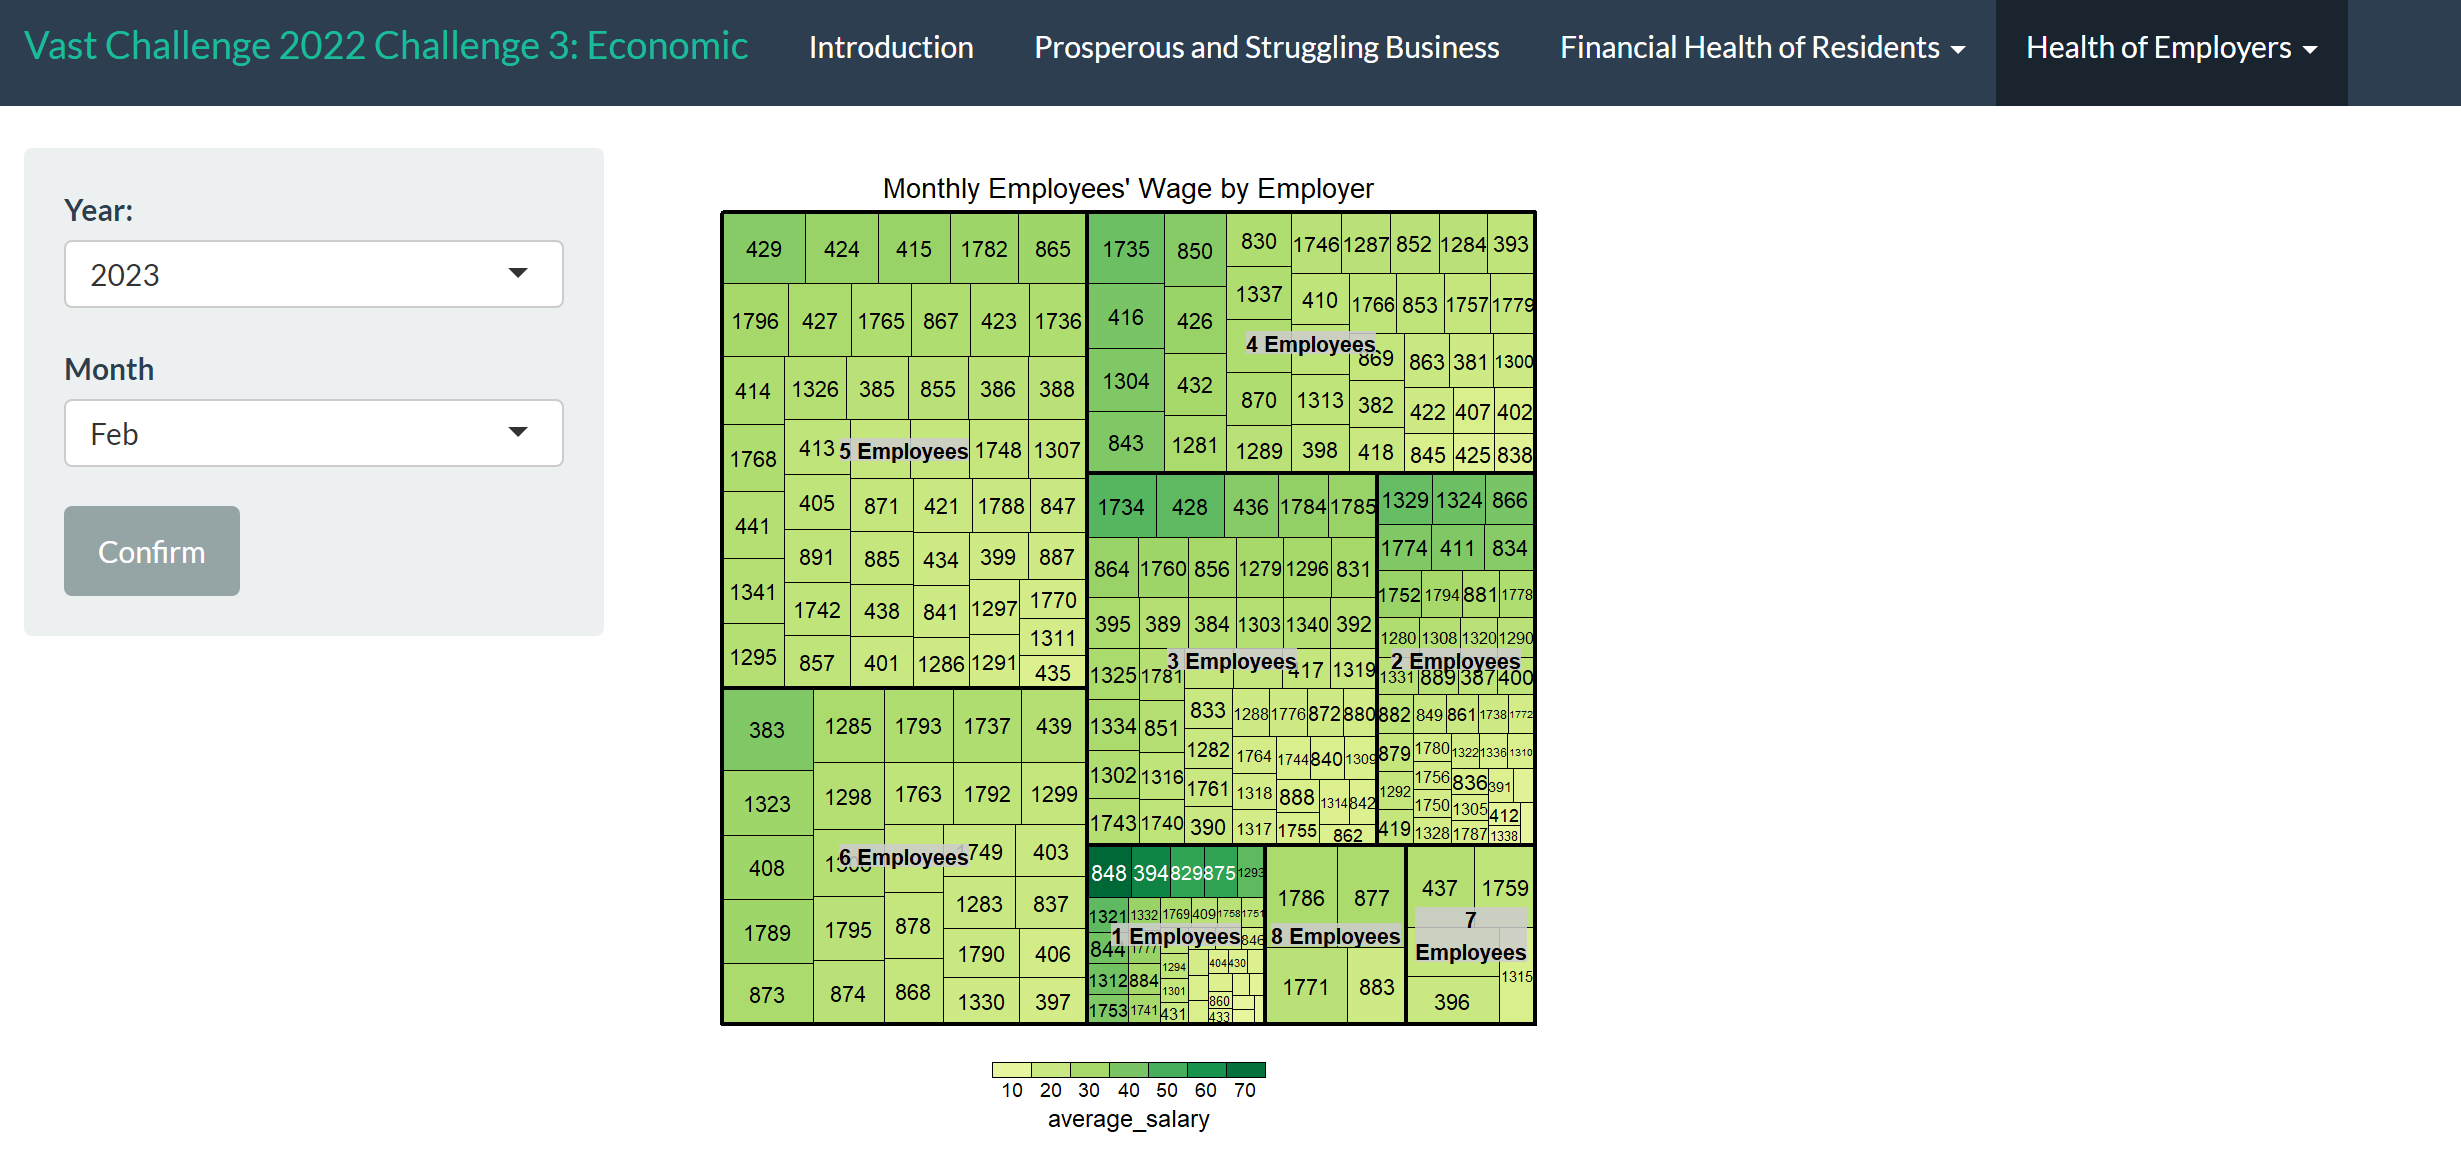 Vast Challenge 2022 Challenge 3: Economic Introduction Prosperous and Struggling Business Financial Health of Residents Health of Employers
Year:
2023
Month
Feb
Confirm
Monthly Employees' Wage by Employer
429 424 415 1782 865
1796 427 1765 867 423 1736
414 1326 385 855 386 388
1768 413 5 Employees 1748 1307
441 405 871 421 1788 847
1341 891 885 434 399 887
1295 1742 438 841 1297 1770
1311
857 401 1286 1291 435
1735 850 830 1746 1287 852 1284 393
416 426 1337 410 1766 853 1757 1779
4 Employees 869 863 381 1300
1304 432 870 1313 382 422 407 402
843 1281 1289 398 418 845 425 838
1734 428 436 1784 1785
864 1760 856 1279 1296 831
395 389 384 1303 1340 392
1325 1781 3 Employees 417 1319
1334 851 833 1288 1776 872 880
1302 1316 1282 1764 1744 840 1309
1761 1318 888 1314 842
1743 1740 390 1317 1755 862
1329 1324 866
1774 411 834
1752 1794 881 1778
1280 1308 1320 1290
2 Employees
1331 889 387 400
882 849 861 1738 1772
879 1780 1322 1336 1310
1292 1756 836 391
1750 1305 412
419 1328 1787 1338
383 1285 1793 1737 439
1323 1298 1763 1792 1299
408 6 Employees 1749 403
1789 1795 878 1283 837
873 874 868 1790 406
1330 397
848 394 829 875 1293
1321 1332 1769 409 1758 1751
1 Employees 846
844 1777 1294 404 430
1312 884 1301 860
1753 1741 431 433
1786 877
8 Employees
1771 883
437 1759
7
Employees
1315
396
10 20 30 40 50 60 70
average_salary